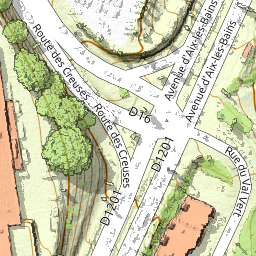 Route des Creuses
Route des Creuses
D16
Avenue d'Aix-les-Bains
Avenue d'Aix-les-Bains
D1201
D1201
Rue du Val Vert